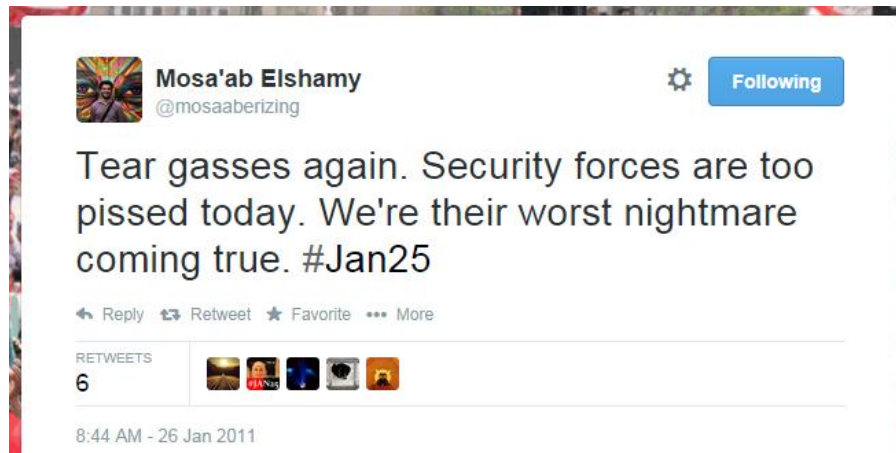 Mosa'ab Elshamy
@mosaaberizing
Following
Tear gasses again. Security forces are too
pissed today. We're their worst nightmare
coming true. #Jan25
Reply Retweet Favorite More
RETWEETS
6
#JAN25
8:44 AM - 26 Jan 2011